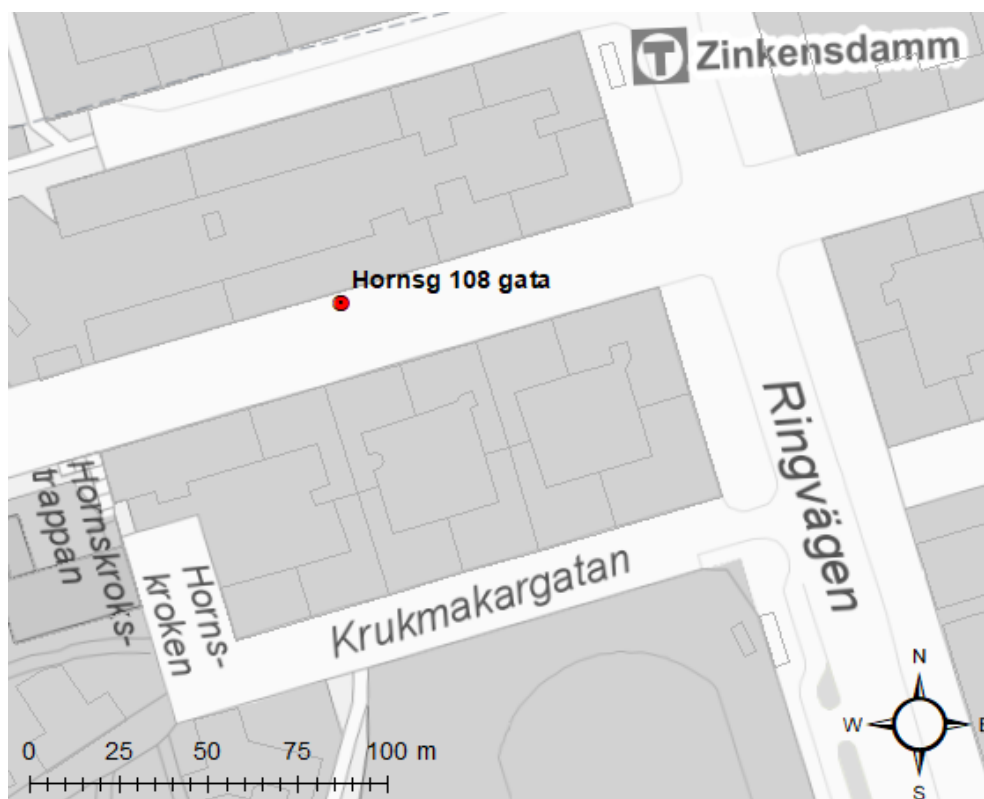 T Zinkensdamm
Hornsg 108 gata
Ringvägen
Hornskroks-
trappan
Horns-
kroken
Krukmakargatan
0 25 50 75 100 m
N
W E
S